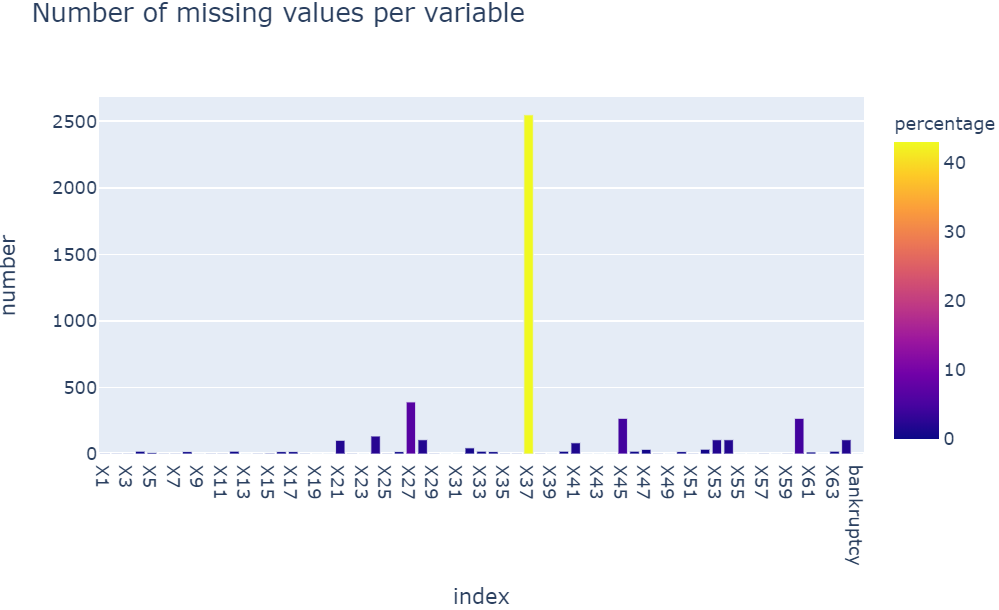 Number of missing values per variable
percentage
2500
2000
1500
1000
500
0
number
40
30
20
10
0
X1
X3
X5
X7
X9
X11
X13
X15
X17
X19
X21
X23
X25
X27
X29
X31
X33
X35
X37
X39
X41
X43
X45
X47
X49
X51
X53
X55
X57
X59
X61
X63
bankruptcy
index